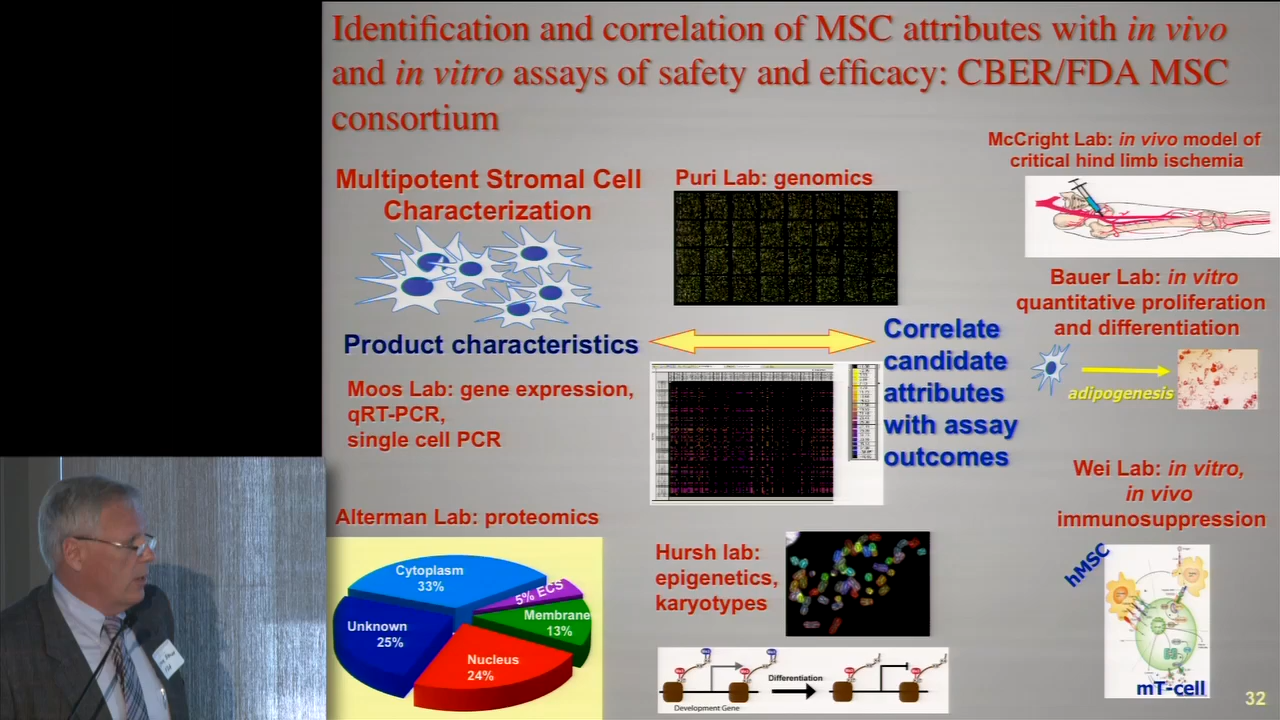 Identification and correlation of MSC attributes with in vivo
and in vitro assays of safety and efficacy: CBER/FDA MSC
consortium
Multipotent Stromal Cell
Characterization
Product characteristics
Moos Lab: gene expression,
qRT-PCR,
single cell PCR
Alterman Lab: proteomics
Cytoplasm
33%
5% ECS
Membrane
13%
Unknown
25%
Nucleus
24%
Puri Lab: genomics
Correlate
candidate
attributes
with assay
outcomes
Hursh lab:
epigenetics,
karyotypes
Differentiation
Development Gene
McCright Lab: in vivo model of
critical hind limb ischemia
Bauer Lab: in vitro
quantitative proliferation
and differentiation
adipogenesis
Wei Lab: in vitro,
in vivo
immunosuppression
hMSC
mT-cell
32